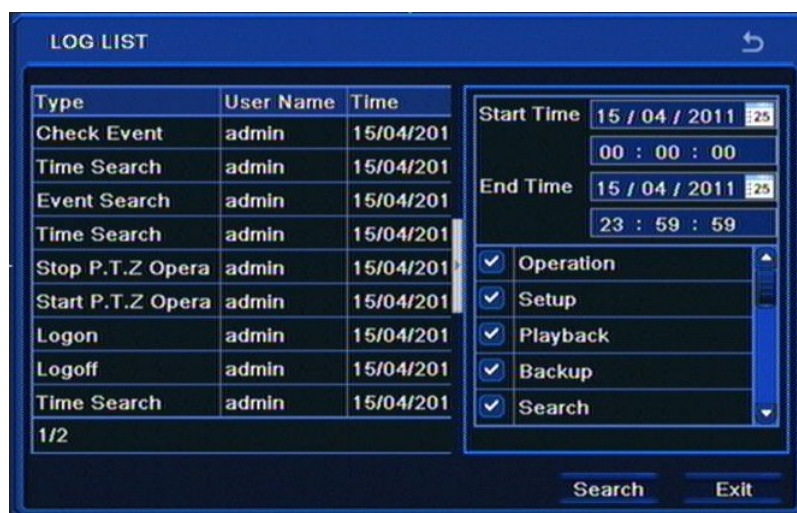 LOG LIST
Type User Name Time
Check Event admin 15/04/201
Time Search admin 15/04/201
Event Search admin 15/04/201
Time Search admin 15/04/201
Stop P.T.Z Opera admin 15/04/201
Start P.T.Z Opera admin 15/04/201
Logon admin 15/04/201
Logoff admin 15/04/201
Time Search admin 15/04/201
1/2
Start Time 15 / 04 / 2011 25
00 : 00 : 00
End Time 15 / 04 / 2011 25
23 : 59 : 59
Operation
Setup
Playback
Backup
Search
Search Exit